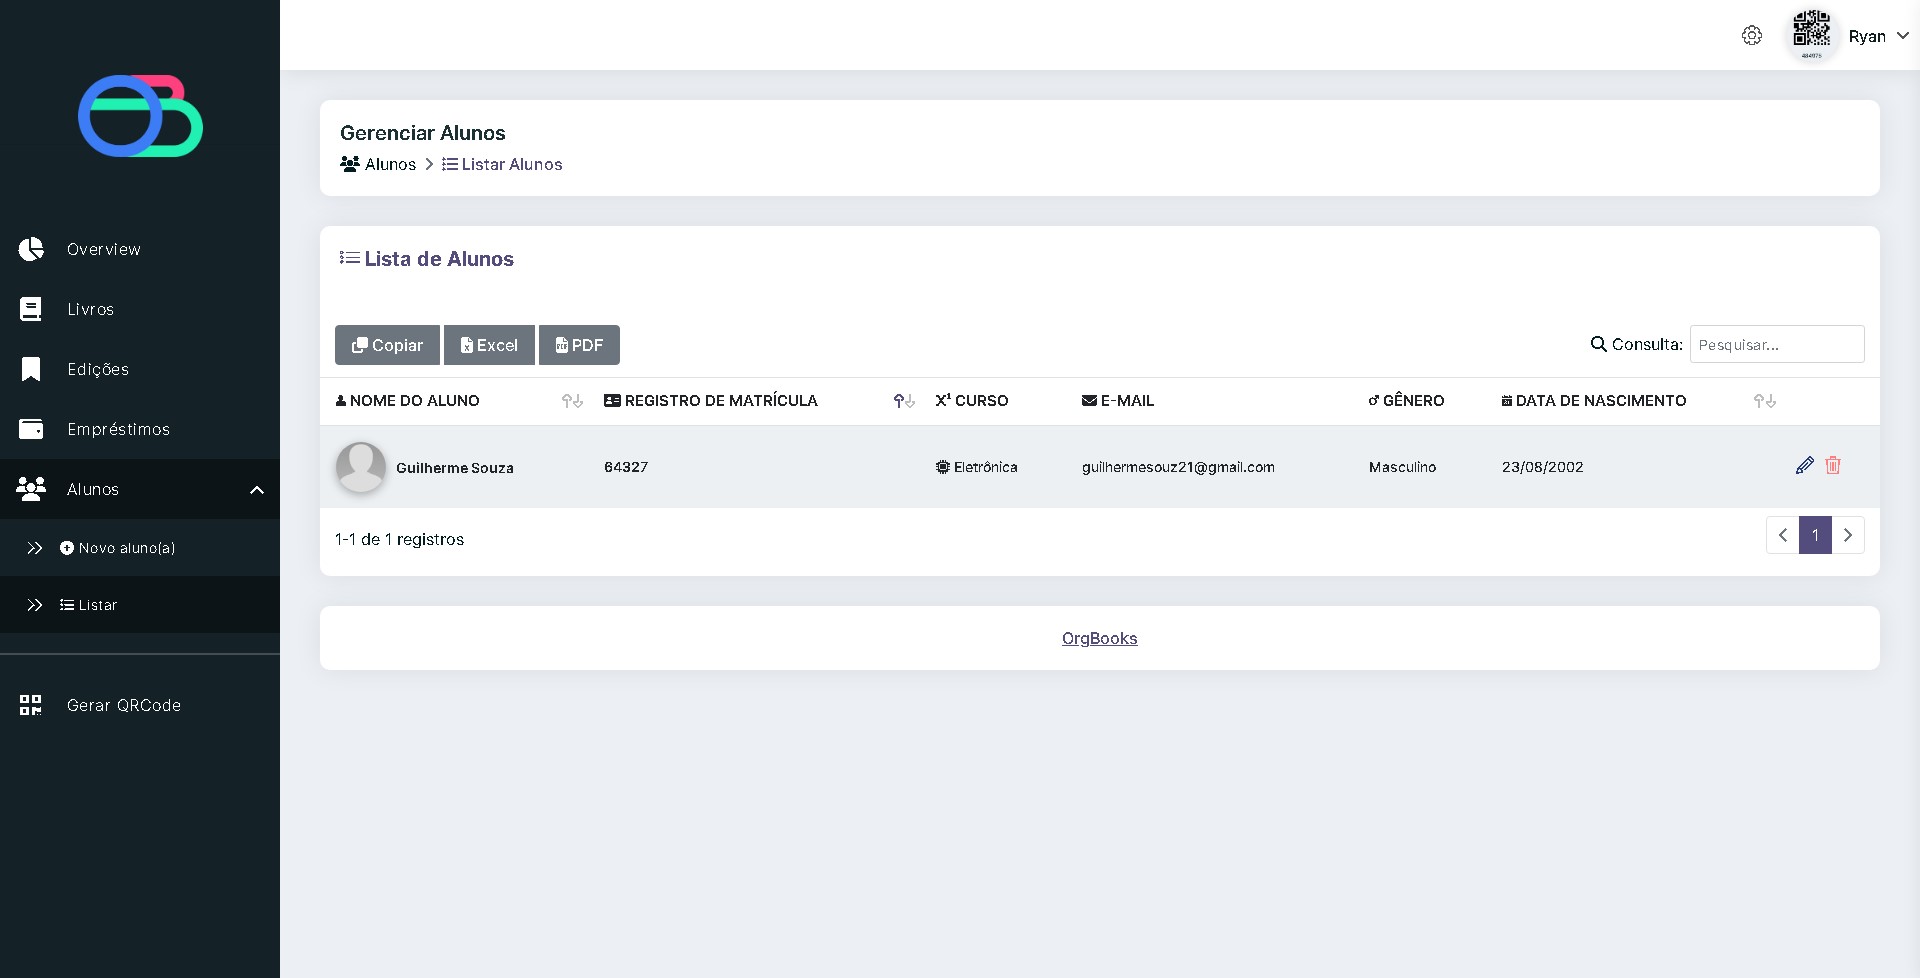 Ryan
Overview
Livros
Edições
Empréstimos
Alunos
Novo aluno(a)
Listar
Gerar QRCode
Gerenciar Alunos
Alunos > Listar Alunos
Lista de Alunos
Copiar Excel PDF Consulta: Pesquisar...
NOME DO ALUNO REGISTRO DE MATRÍCULA CURSO E-MAIL GÊNERO DATA DE NASCIMENTO
Guilherme Souza 64327 Eletrônica guilhermesouz21@gmail.com Masculino 23/08/2002
1-1 de 1 registros 1
OrgBooks